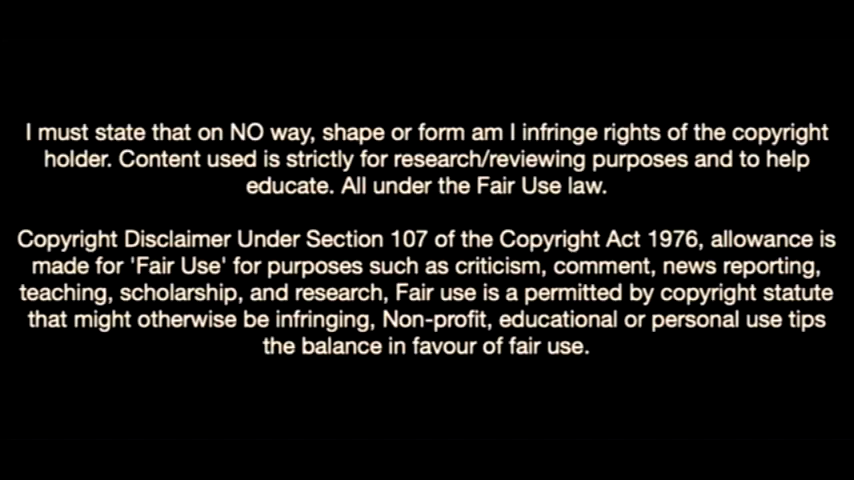 I must state that on NO way, shape or form am I infringe rights of the copyright
holder. Content used is strictly for research/reviewing purposes and to help
educate. All under the Fair Use law.
Copyright Disclaimer Under Section 107 of the Copyright Act 1976, allowance is
made for 'Fair Use' for purposes such as criticism, comment, news reporting,
teaching, scholarship, and research, Fair use is a permitted by copyright statute
that might otherwise be infringing, Non-profit, educational or personal use tips
the balance in favour of fair use.